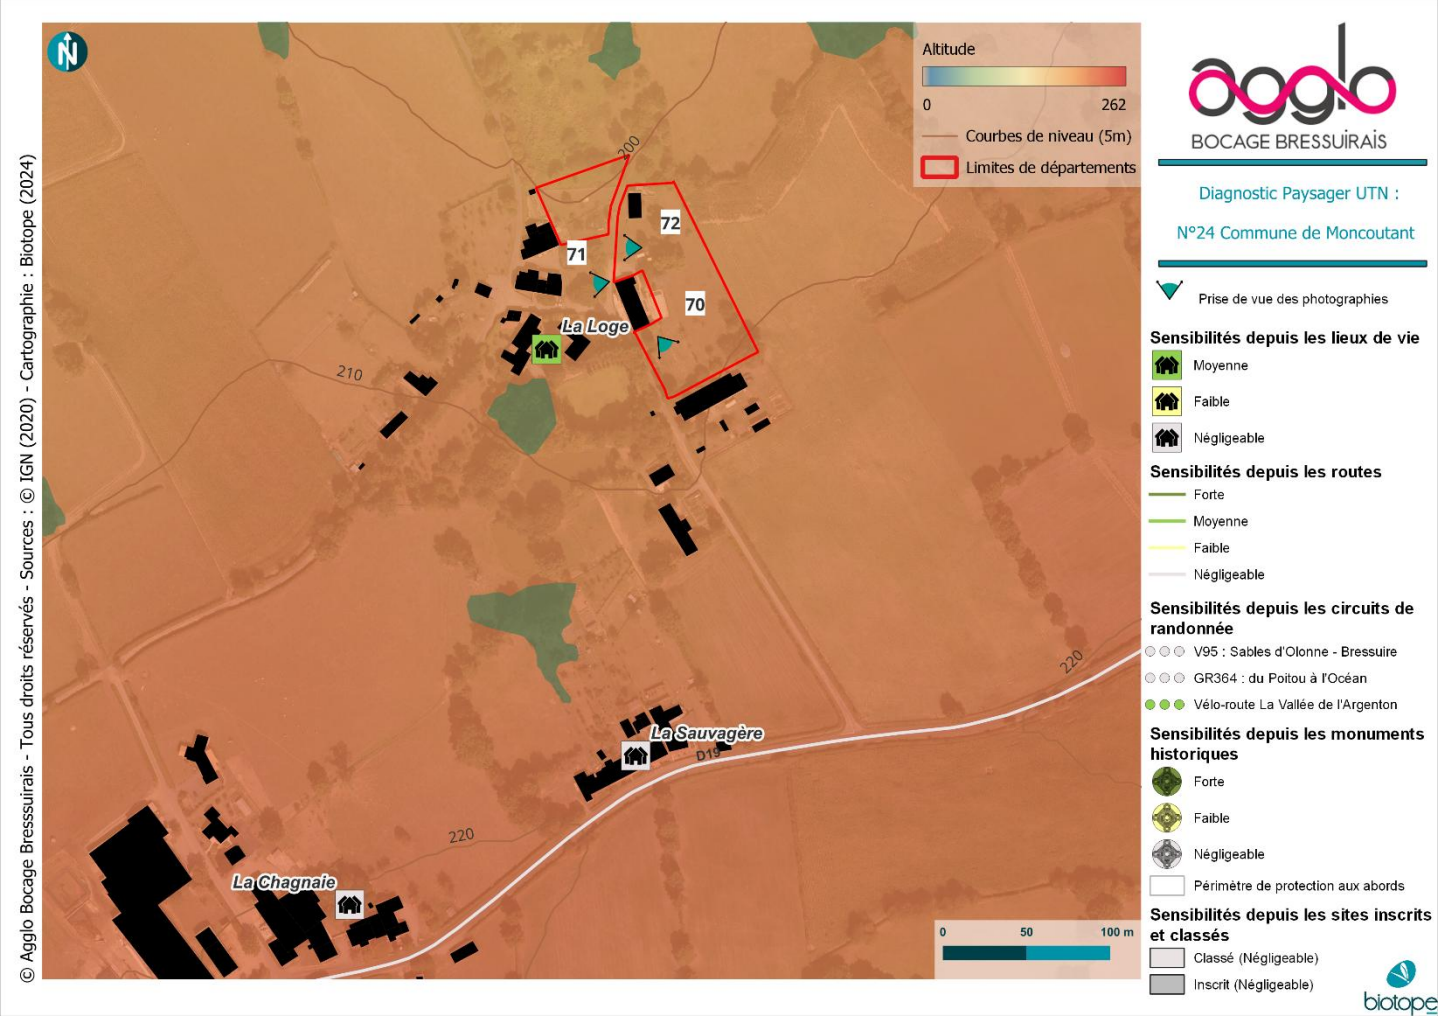 © Agglo Bocage Bresssuirais - Tous droits réservés - Sources : © IGN (2020) - Cartographie : Biotope (2024)
N
Altitude
0 262
Courbes de niveau (5m)
Limites de départements
200
72
71
70
La Loge
210
220
La Sauvagère
D19
220
La Chagnaie
0 50 100 m
agglo
BOCAGE BRESSUIRAIS
Diagnostic Paysager UTN :
N°24 Commune de Moncoutant
Prise de vue des photographies
Sensibilités depuis les lieux de vie
Moyenne
Faible
Négligeable
Sensibilités depuis les routes
Forte
Moyenne
Faible
Négligeable
Sensibilités depuis les circuits de
randonnée
V95 : Sables d'Olonne - Bressuire
GR364 : du Poitou à l'Océan
Vélo-route La Vallée de l'Argenton
Sensibilités depuis les monuments
historiques
Forte
Faible
Négligeable
Périmètre de protection aux abords
Sensibilités depuis les sites inscrits
et classés
Classé (Négligeable)
Inscrit (Négligeable)
biotope